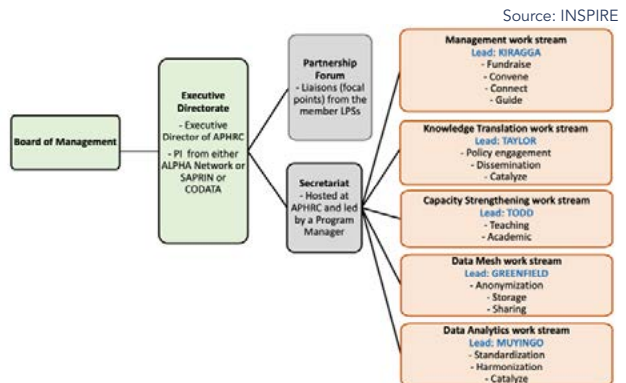 Source: INSPIRE
Board of Management
Executive
Directorate
- Executive
Director of APHRC
- PI from either
ALPHA Network or
SAPRIN or
CODATA
Partnership
Forum
- Liaisons (focal
points) from the
member LPSs
Secretariat
- Hosted at
APHRC and led
by a Program
Manager
Management work stream
Lead: KIRAGGA
- Fundraise
- Convene
- Connect
- Guide
Knowledge Translation work stream
Lead: TAYLOR
- Policy engagement
- Dissemination
- Catalyze
Capacity Strengthening work stream
Lead: TODD
- Teaching
- Academic
Data Mesh work stream
Lead: GREENFIELD
- Anonymization
- Storage
- Sharing
Data Analytics work stream
Lead: MUYINGO
- Standardization
- Harmonization
- Catalyze